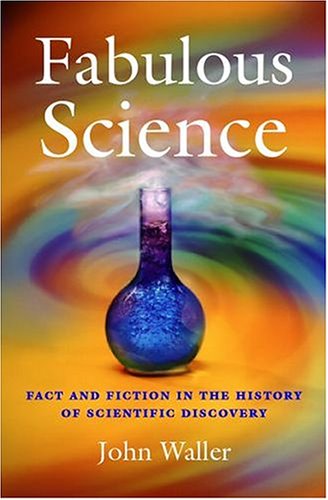 Fabulous
Science
FACT AND FICTION IN THE HISTORY
OF SCIENTIFIC DISCOVERY
John Waller